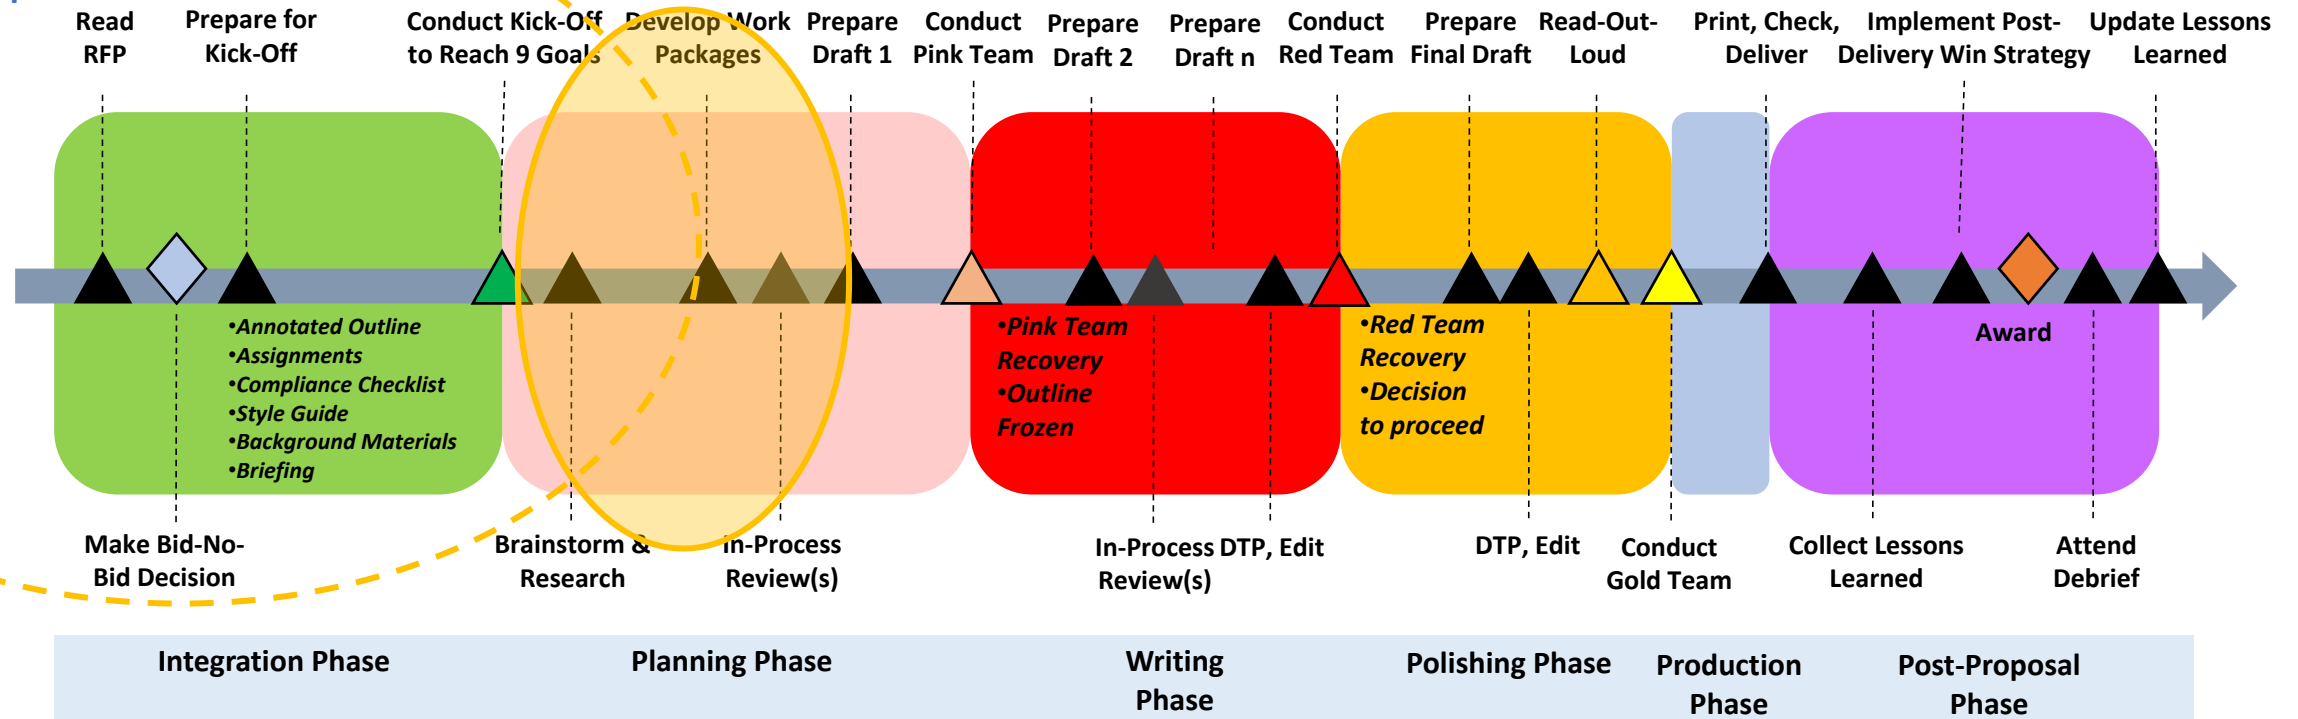 Read
RFP
Prepare for
Kick-Off
Conduct Kick-Off
to Reach 9 Goals
Develop Work
Packages
Prepare
Draft 1
Conduct
Pink Team
Prepare
Draft 2
Prepare
Draft n
Conduct
Red Team
Prepare
Final Draft
Read-Out-
Loud
Print, Check,
Deliver
Implement Post-
Delivery Win Strategy
Update Lessons
Learned
•Annotated Outline
•Assignments
•Compliance Checklist
•Style Guide
•Background Materials
•Briefing
•Pink Team
Recovery
•Outline
Frozen
•Red Team
Recovery
•Decision
to proceed
Award
Make Bid-No-
Bid Decision
Brainstorm &
Research
In-Process
Review(s)
In-Process
Review(s)
DTP, Edit
DTP, Edit
Conduct
Gold Team
Collect Lessons
Learned
Attend
Debrief
Integration Phase
Planning Phase
Writing
Phase
Polishing Phase
Production
Phase
Post-Proposal
Phase